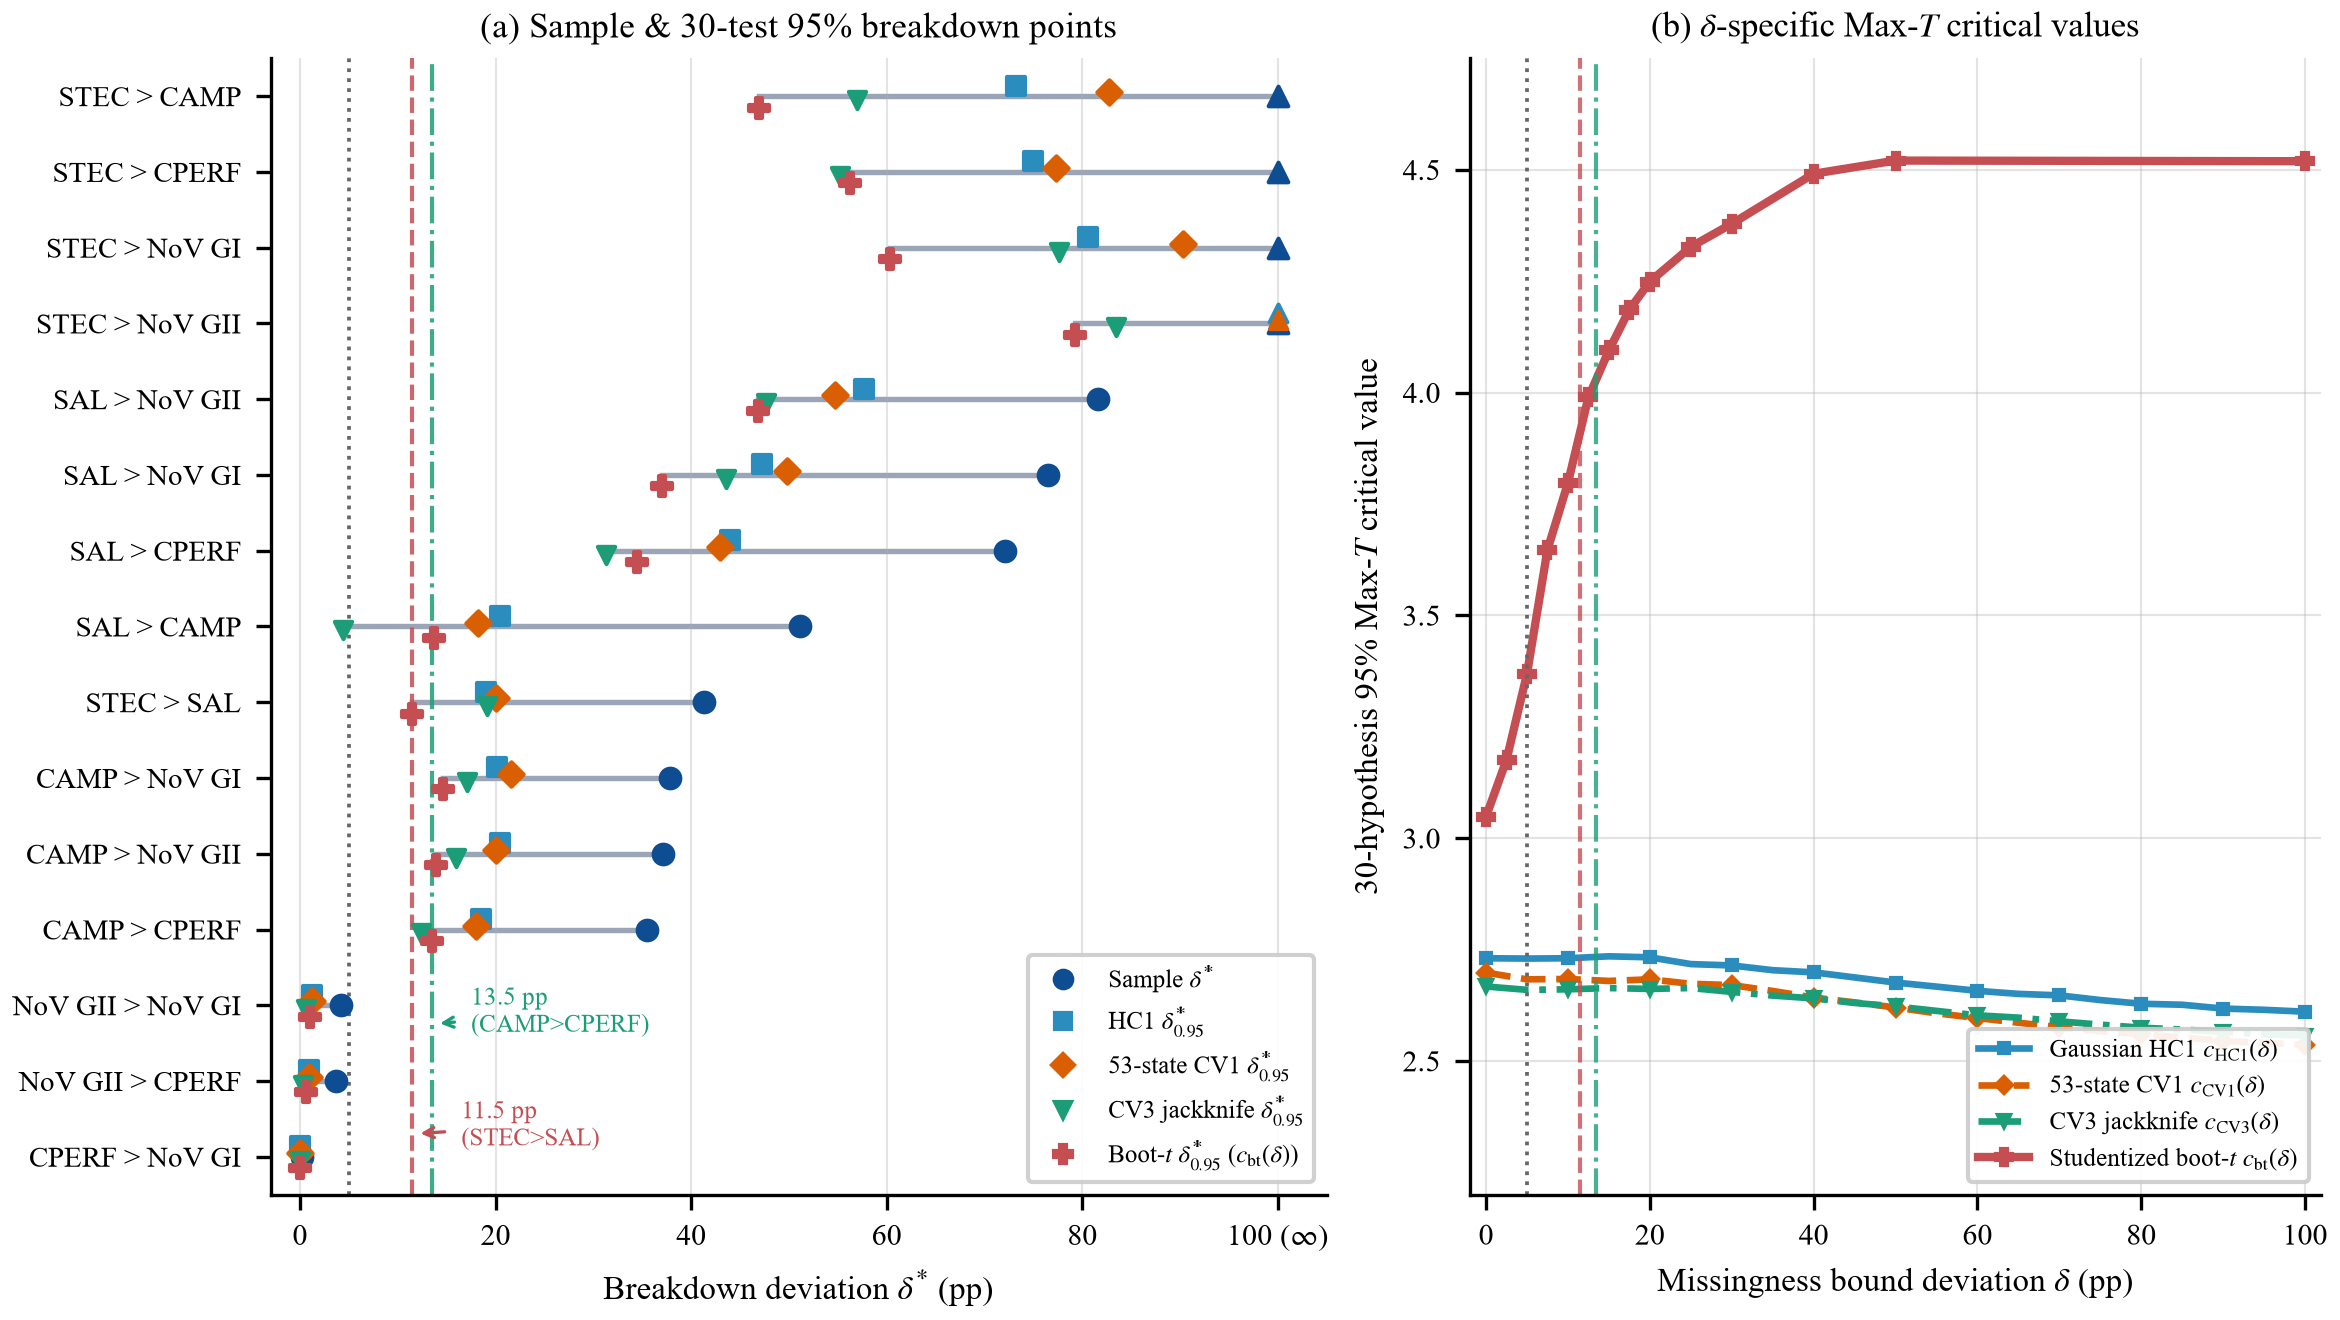 (a) Sample & 30-test 95% breakdown points
STEC > CAMP
STEC > CPERF
STEC > NoV GI
STEC > NoV GII
SAL > NoV GII
SAL > NoV GI
SAL > CPERF
SAL > CAMP
STEC > SAL
CAMP > NoV GI
CAMP > NoV GII
CAMP > CPERF
NoV GII > NoV GI
NoV GII > CPERF
CPERF > NoV GI
13.5 pp
(CAMP>CPERF)
11.5 pp
(STEC>SAL)
Sample δ*
HC1 δ*0.95
53-state CV1 δ*0.95
CV3 jackknife δ*0.95
Boot-t δ*0.95 (cbt(δ))
0 20 40 60 80 100 (∞)
Breakdown deviation δ* (pp)
(b) δ-specific Max-T critical values
30-hypothesis 95% Max-T critical value
4.5
4.0
3.5
3.0
2.5
Gaussian HC1 cHC1(δ)
53-state CV1 cCV1(δ)
CV3 jackknife cCV3(δ)
Studentized boot-t cbt(δ)
0 20 40 60 80 100
Missingness bound deviation δ (pp)